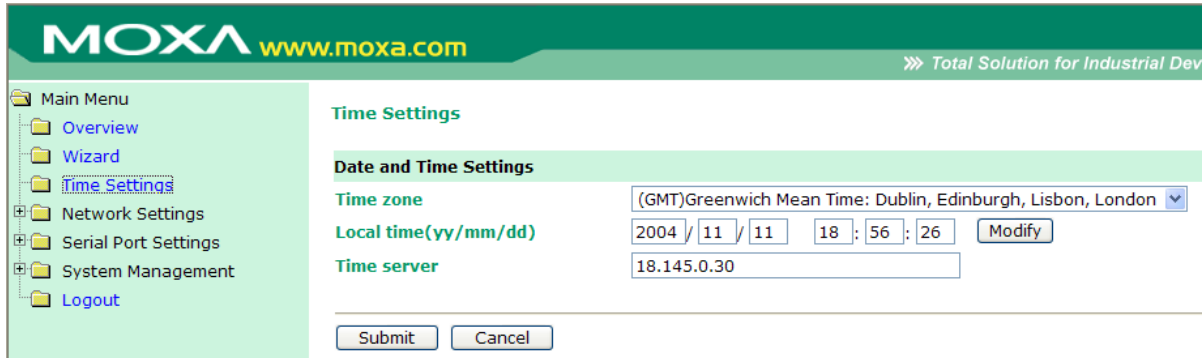 MOXA www.moxa.com
Total Solution for Industrial Dev
Main Menu
Overview
Wizard
Time Settings
Network Settings
Serial Port Settings
System Management
Logout
Time Settings
Date and Time Settings
Time zone (GMT)Greenwich Mean Time: Dublin, Edinburgh, Lisbon, London
Local time(yy/mm/dd) 2004 / 11 / 11 18 : 56 : 26 Modify
Time server 18.145.0.30
Submit Cancel